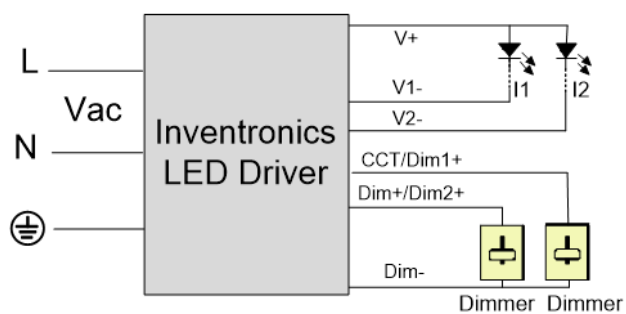 L
Vac
N
Inventronics
LED Driver
V+
V1-
I1
I2
V2-
CCT/Dim1+
Dim+/Dim2+
Dim-
Dimmer
Dimmer